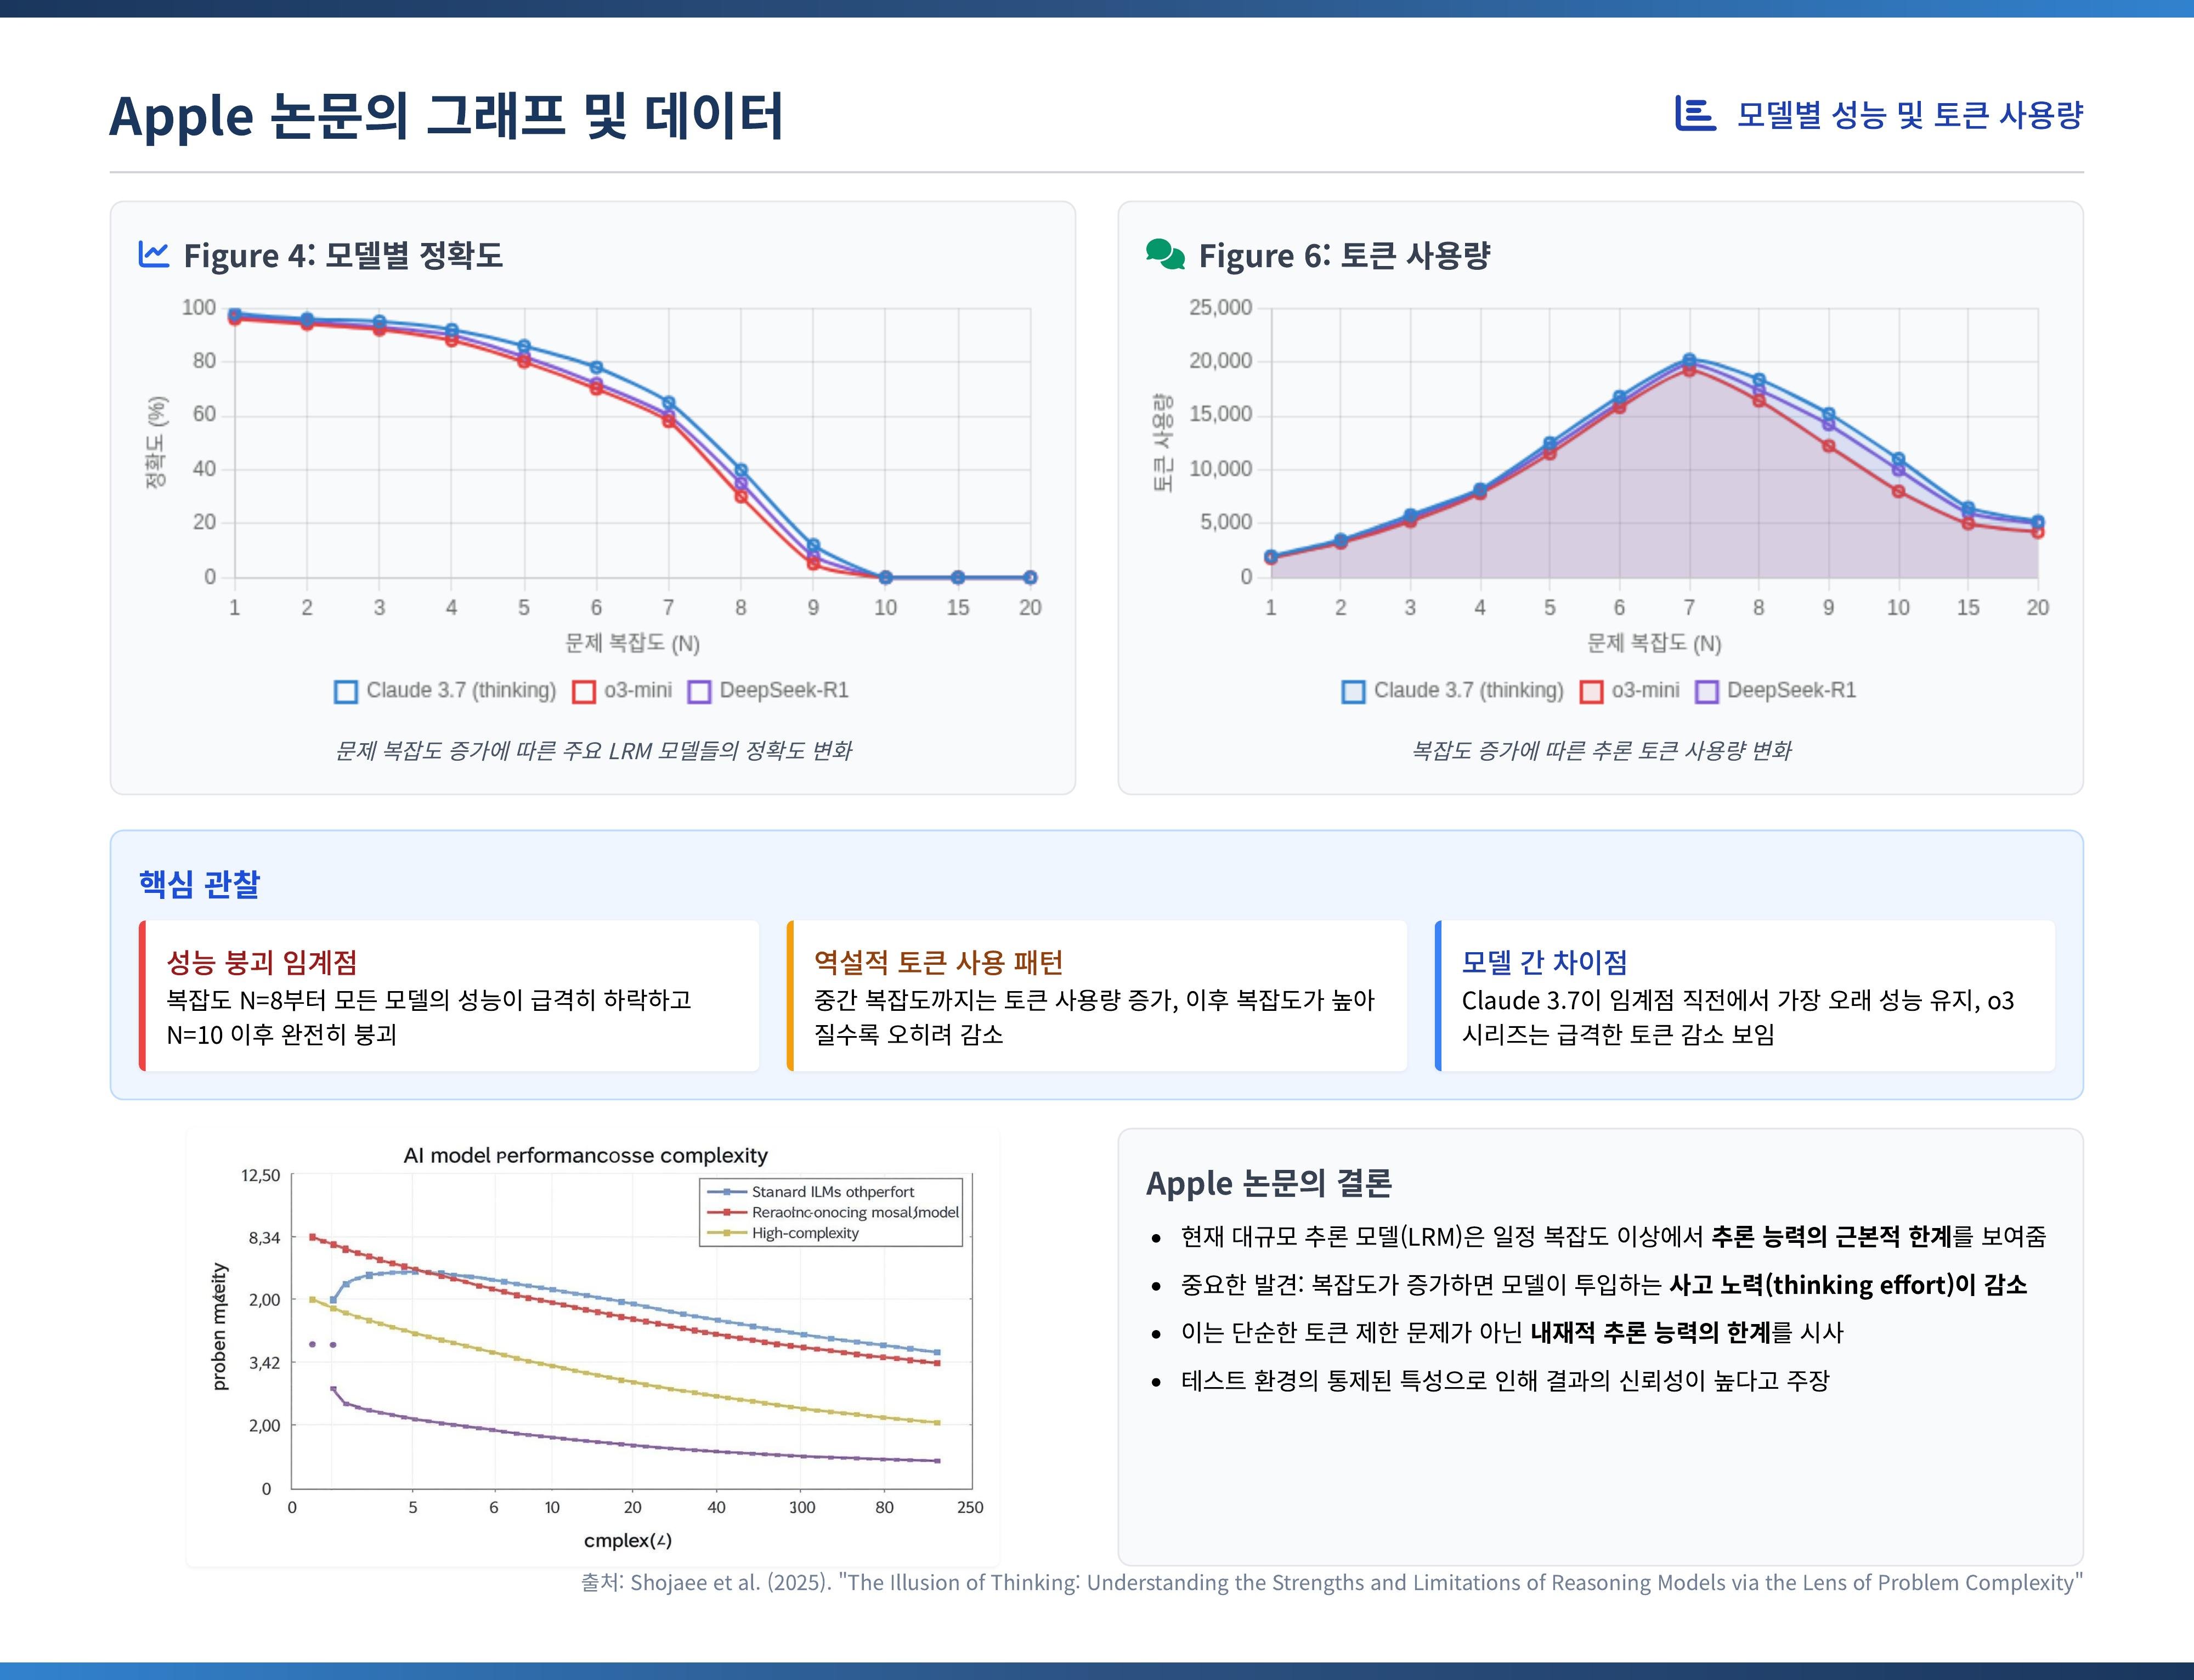 Apple 논문의 그래프 및 데이터
모델별 성능 및 토큰 사용량
Figure 4: 모델별 정확도
100
80
60
40
20
0
정확도 (%)
1 2 3 4 5 6 7 8 9 10 15 20
문제 복잡도 (N)
Claude 3.7 (thinking) o3-mini DeepSeek-R1
문제 복잡도 증가에 따른 주요 LRM 모델들의 정확도 변화
Figure 6: 토큰 사용량
25,000
20,000
15,000
10,000
5,000
0
토큰 사용량
1 2 3 4 5 6 7 8 9 10 15 20
문제 복잡도 (N)
Claude 3.7 (thinking) o3-mini DeepSeek-R1
복잡도 증가에 따른 추론 토큰 사용량 변화
핵심 관찰
성능 붕괴 임계점
복잡도 N=8부터 모든 모델의 성능이 급격히 하락하고
N=10 이후 완전히 붕괴
역설적 토큰 사용 패턴
중간 복잡도까지는 토큰 사용량 증가, 이후 복잡도가 높아
질수록 오히려 감소
모델 간 차이점
Claude 3.7이 임계점 직전에서 가장 오래 성능 유지, o3
시리즈는 급격한 토큰 감소 보임
AI model performancosse complexity
12,50
8,34
2,00
3,42
2,00
0
proben
Stanard ILMs othperfort
High-complexity
0 5 6 10 20 40 300 80 250
Apple 논문의 결론
• 현재 대규모 추론 모델(LRM)은 일정 복잡도 이상에서 추론 능력의 근본적 한계를 보여줌
• 중요한 발견: 복잡도가 증가하면 모델이 투입하는 사고 노력(thinking effort)이 감소
• 이는 단순한 토큰 제한 문제가 아닌 내재적 추론 능력의 한계를 시사
• 테스트 환경의 통제된 특성으로 인해 결과의 신뢰성이 높다고 주장
출처: Shojaee et al. (2025). "The Illusion of Thinking: Understanding the Strengths and Limitations of Reasoning Models via the Lens of Problem Complexity"